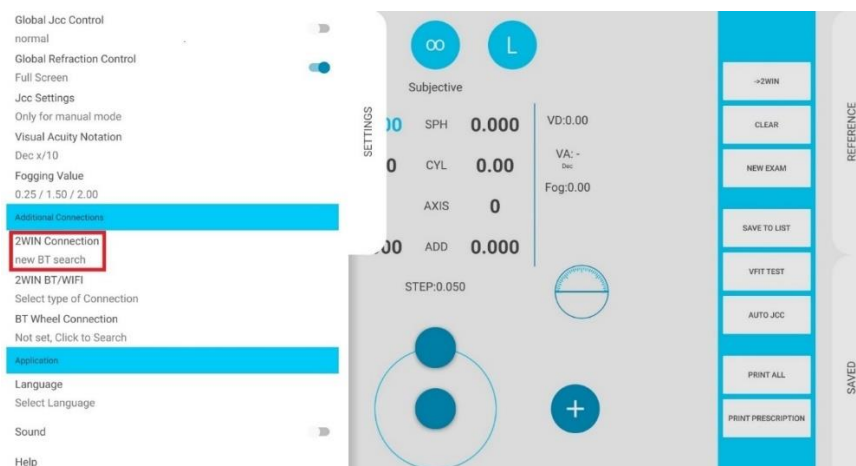 Global Jcc Control
normal
Global Refraction Control
Full Screen
Jcc Settings
Only for manual mode
Visual Acuity Notation
Dec x/10
Fogging Value
0.25 / 1.50 / 2.00
Additional Connections
2WIN Connection
new BT search
2WIN BT/WIFI
Select type of Connection
BT Wheel Connection
Not set, Click to Search
Application
Language
Select Language
Sound
Help
SETTINGS
∞ L
Subjective
00 SPH 0.000
0 CYL 0.00
AXIS 0
00 ADD 0.000
VD:0.00
VA: -
Dec
Fog:0.00
STEP:0.050
+
->2WIN
CLEAR
NEW EXAM
SAVE TO LIST
VFIT TEST
AUTO JCC
PRINT ALL
PRINT PRESCRIPTION
REFERENCE
SAVED